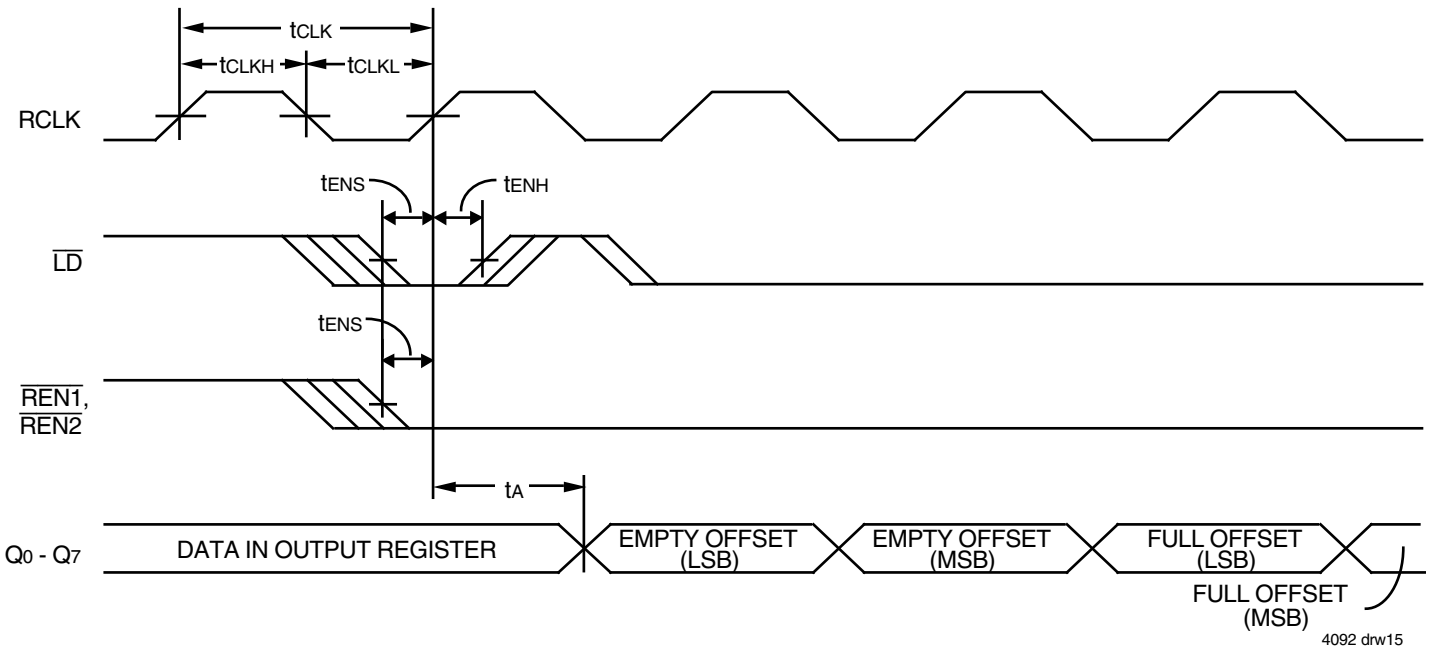 tCLK
tCLKH
tCLKL
RCLK
tENS
tENH
LD
tENS
REN1,
REN2
tA
Q0 - Q7
DATA IN OUTPUT REGISTER
EMPTY OFFSET
(LSB)
EMPTY OFFSET
(MSB)
FULL OFFSET
(LSB)
FULL OFFSET
(MSB)
4092 drw15